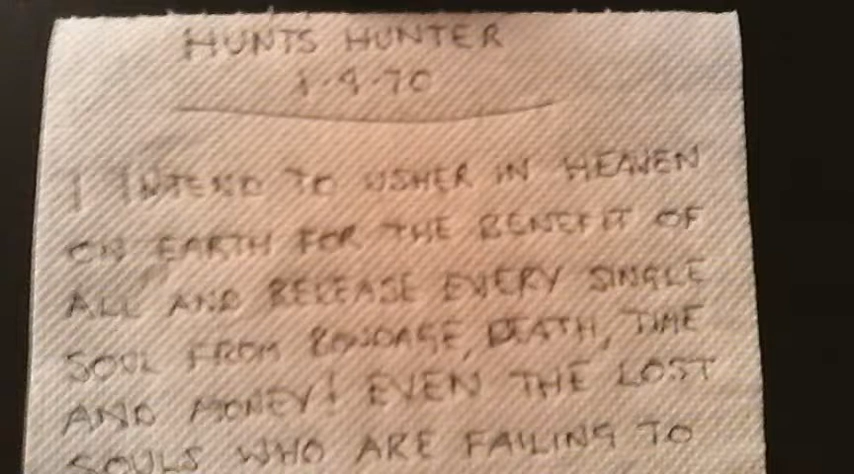 HUNTS HUNTER
1-9-70
I INTEND TO USHER IN HEAVEN
ON EARTH FOR THE BENEFIT OF
ALL AND RELEASE EVERY SINGLE
SOUL FROM BONDAGE, DEATH, TIME
AND MONEY! EVEN THE LOST
SOULS WHO ARE FAILING TO